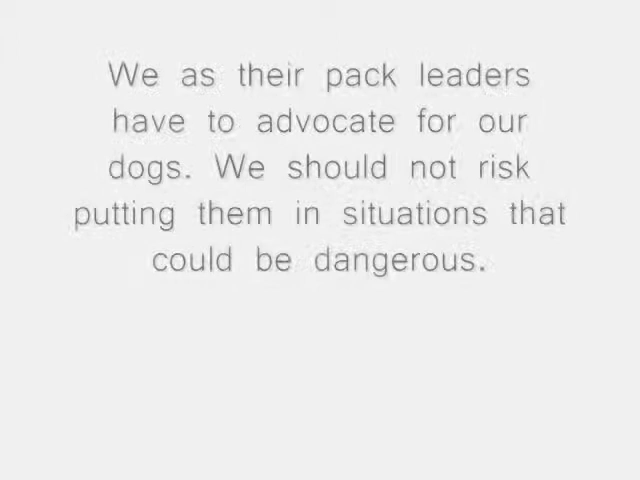 We as their pack leaders
have to advocate for our
dogs. We should not risk
putting them in situations that
could be dangerous.